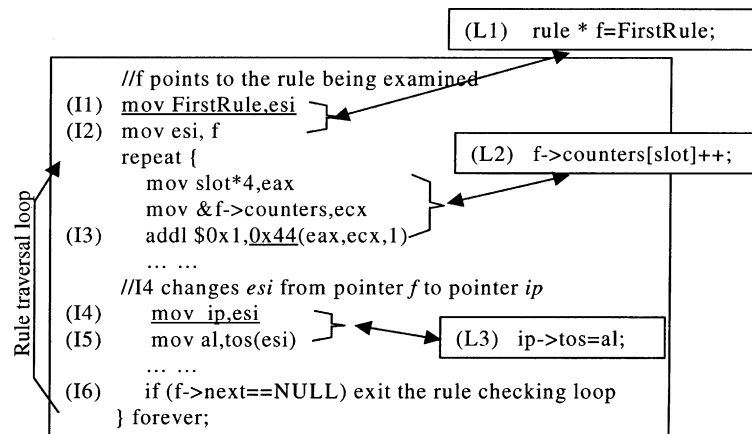 (L1) rule * f=FirstRule;
//f points to the rule being examined
(I1) mov FirstRule,esi
(I2) mov esi, f
repeat {
(L2) f->counters[slot]++;
mov slot*4,eax
mov &f->counters,ecx
(I3) addl $0x1,0x44(eax,ecx,1)
... ...
//I4 changes esi from pointer f to pointer ip
(I4) mov ip,esi
(I5) mov al,tos(esi)
(L3) ip->tos=al;
... ...
(I6) if (f->next==NULL) exit the rule checking loop
} forever;
Rule traversal loop